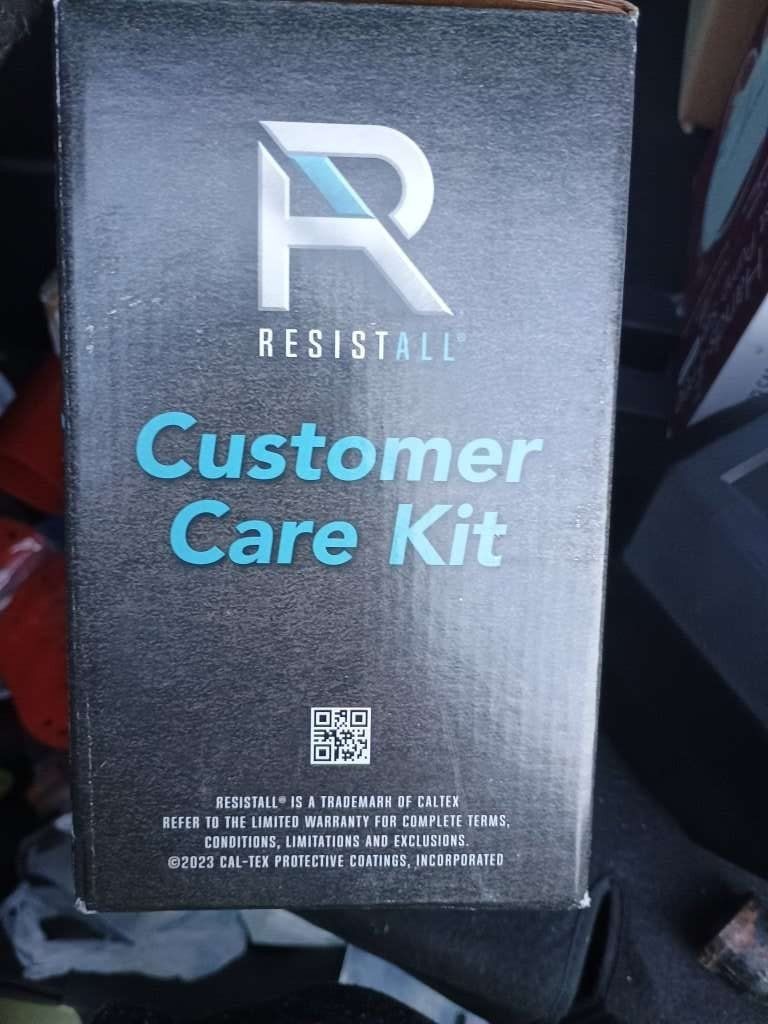 RESISTALL®
Customer
Care Kit
RESISTALL® IS A TRADEMARK OF CALTEX
REFER TO THE LIMITED WARRANTY FOR COMPLETE TERMS,
CONDITIONS, LIMITATIONS AND EXCLUSIONS.
©2023 CAL-TEX PROTECTIVE COATINGS, INCORPORATED